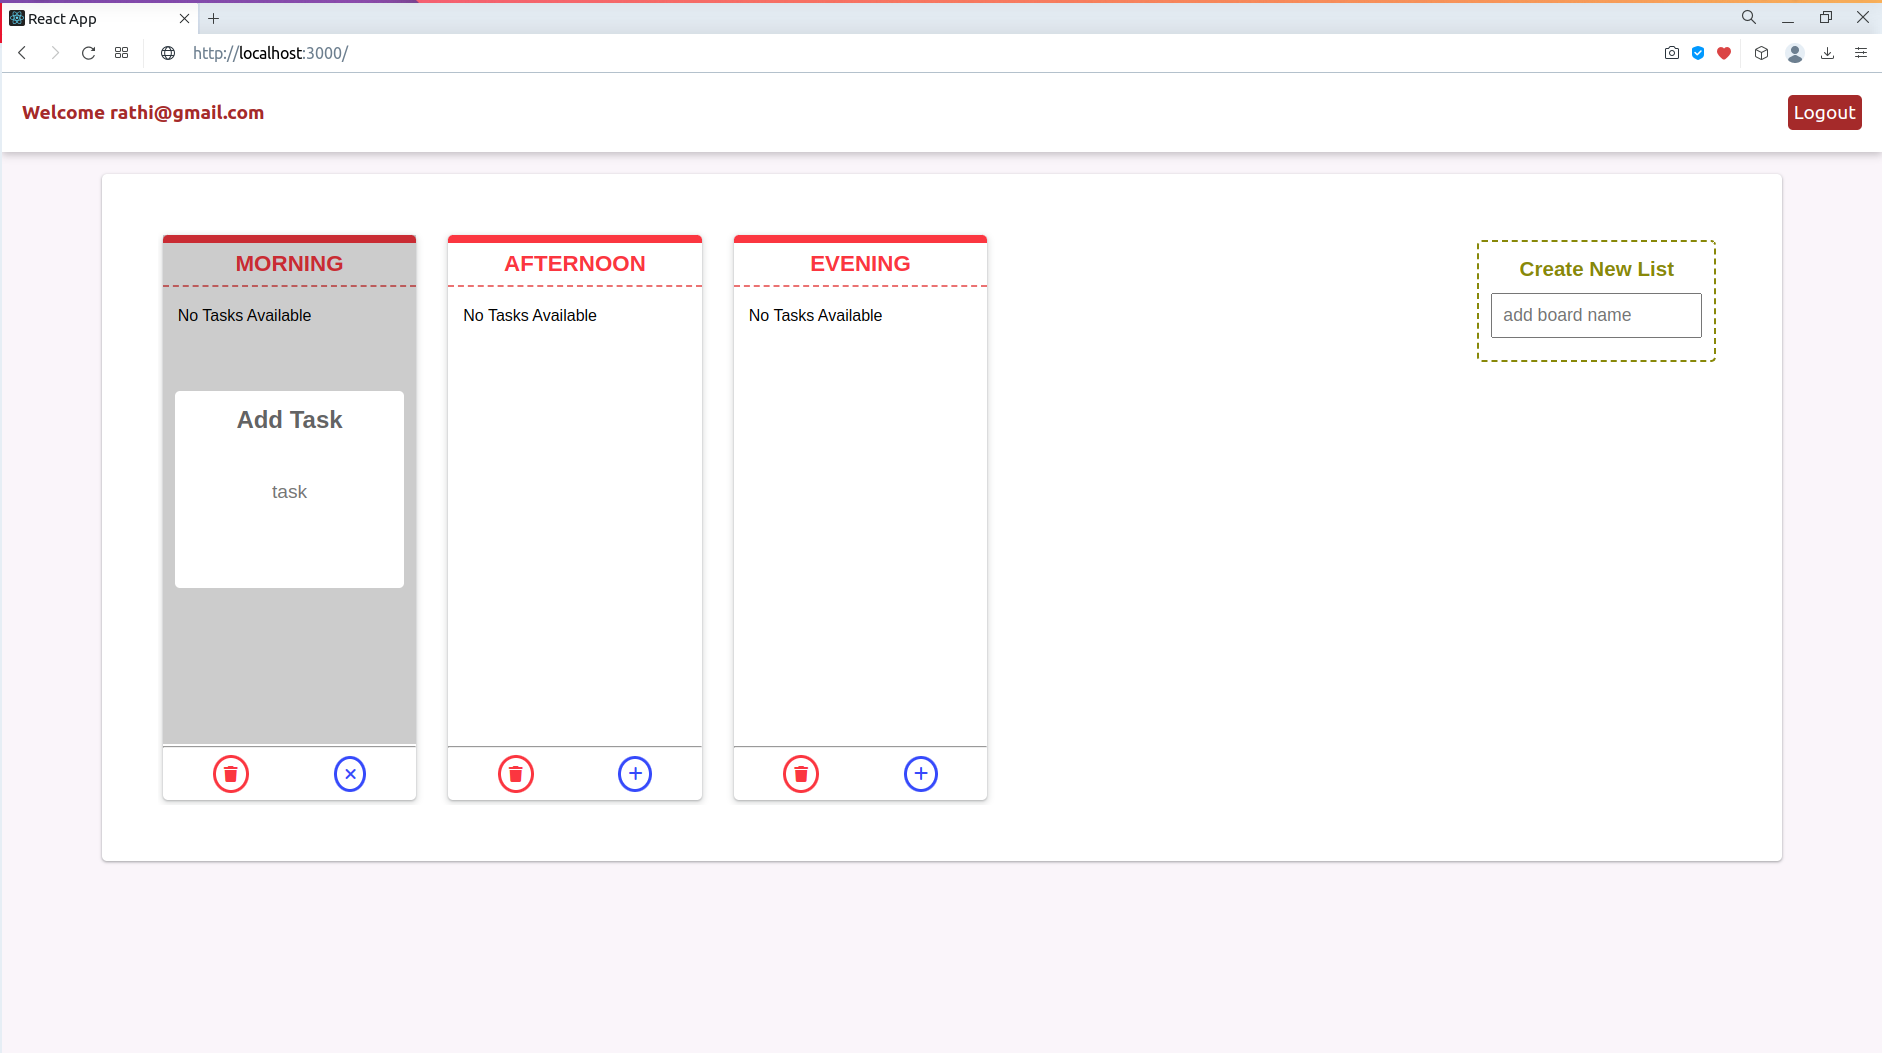 React App
http://localhost:3000/
Welcome rathi@gmail.com
Logout
MORNING
No Tasks Available
Add Task
task
AFTERNOON
No Tasks Available
EVENING
No Tasks Available
Create New List
add board name